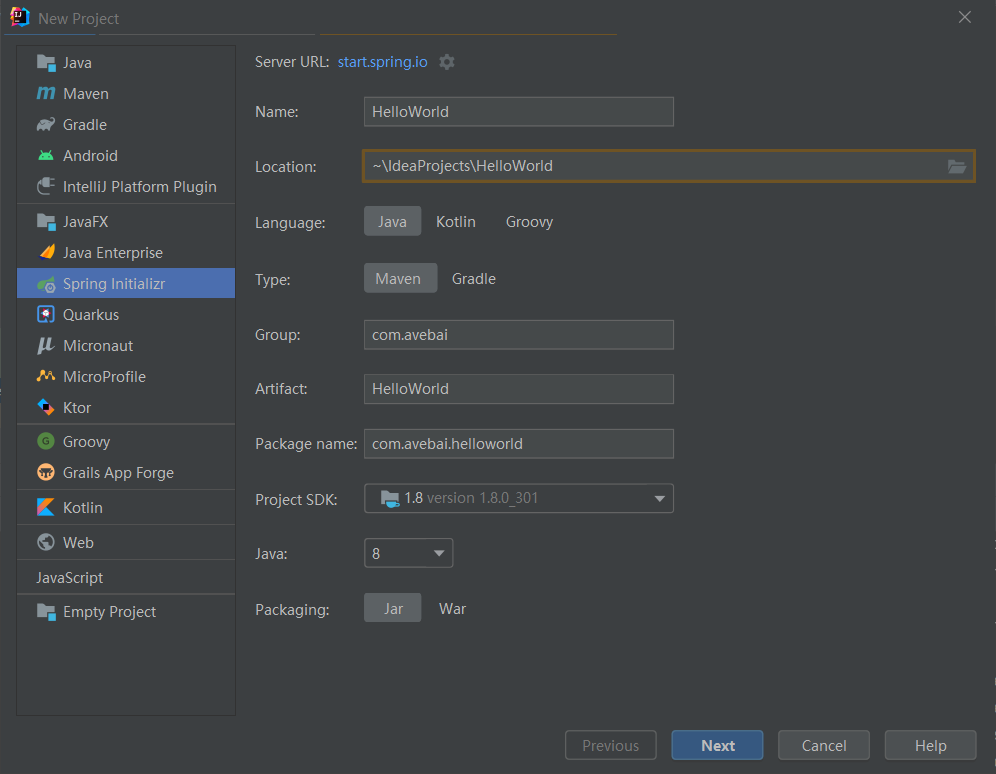 New Project
Java
Maven
Gradle
Android
IntelliJ Platform Plugin
JavaFX
Java Enterprise
Spring Initializr
Quarkus
Micronaut
MicroProfile
Ktor
Groovy
Grails App Forge
Kotlin
Web
JavaScript
Empty Project
Server URL: start.spring.io
Name: HelloWorld
Location: ~\IdeaProjects\HelloWorld
Language: Java Kotlin Groovy
Type: Maven Gradle
Group: com.avebai
Artifact: HelloWorld
Package name: com.avebai.helloworld
Project SDK: 1.8 version 1.8.0_301
Java: 8
Packaging: Jar War
Previous Next Cancel Help